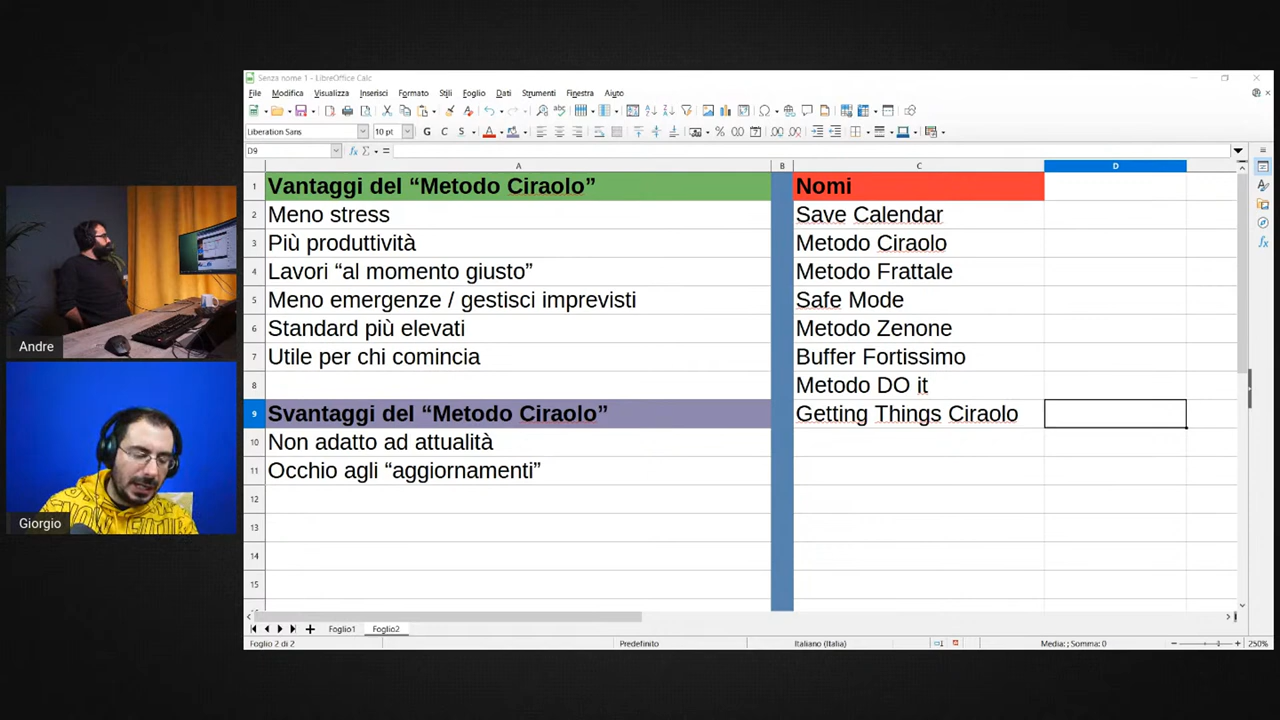 Senza nome 1 - LibreOffice Calc
File Modifica Visualizza Inserisci Formato Stili Foglio Dati Strumenti Finestra Aiuto
Liberation Sans 10 pt G C S
D9
A B C D
1 Vantaggi del “Metodo Ciraolo” Nomi
2 Meno stress Save Calendar
3 Più produttività Metodo Ciraolo
4 Lavori “al momento giusto” Metodo Frattale
5 Meno emergenze / gestisci imprevisti Safe Mode
6 Standard più elevati Metodo Zenone
7 Utile per chi comincia Buffer Fortissimo
8 Metodo DO it
9 Svantaggi del “Metodo Ciraolo” Getting Things Ciraolo
10 Non adatto ad attualità
11 Occhio agli “aggiornamenti”
12
13
14
15
Andre
Giorgio
Foglio1 Foglio2
Foglio 2 di 2 Predefinito Italiano (Italia) Media: ; Somma: 0 250%